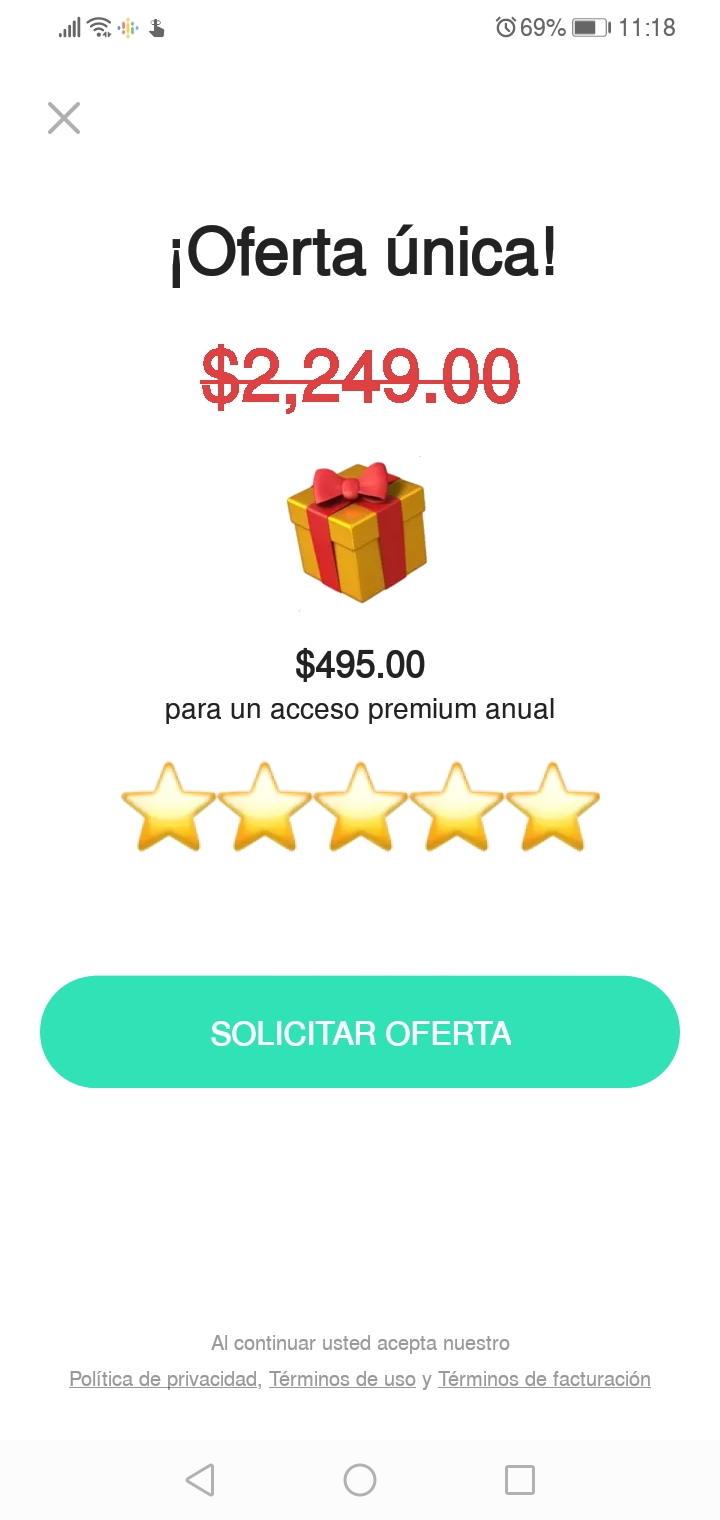 69% 11:18
¡Oferta única!
$2,249.00
$495.00
para un acceso premium anual
SOLICITAR OFERTA
Al continuar usted acepta nuestro
Política de privacidad, Términos de uso y Términos de facturación